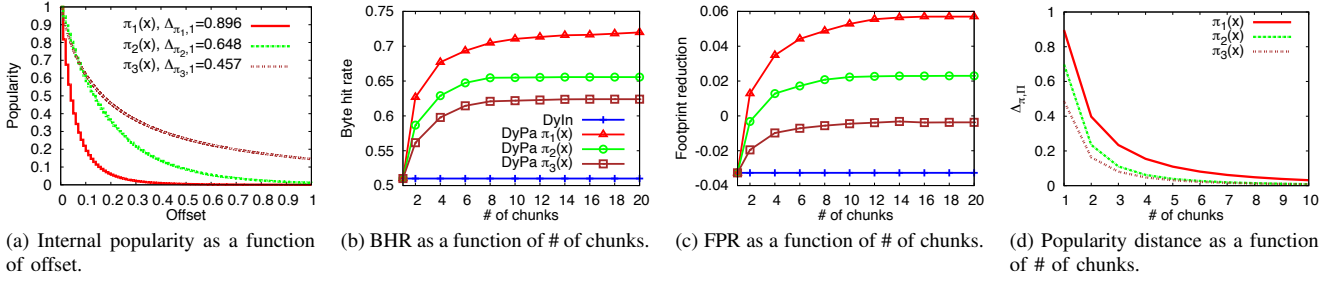 1
0.9
0.8
0.7
0.6
0.5
0.4
0.3
0.2
0.1
0
Popularity
π1(x), Δπ1,1=0.896
π2(x), Δπ2,1=0.648
π3(x), Δπ3,1=0.457
0 0.1 0.2 0.3 0.4 0.5 0.6 0.7 0.8 0.9 1
Offset
(a) Internal popularity as a function
of offset.
0.75
0.7
0.65
0.6
0.55
0.5
Byte hit rate
DyIn
DyPa π1(x)
DyPa π2(x)
DyPa π3(x)
2 4 6 8 10 12 14 16 18 20
# of chunks
(b) BHR as a function of # of chunks.
0.06
0.04
0.02
0
-0.02
-0.04
Footprint reduction
2 4 6 8 10 12 14 16 18 20
# of chunks
(c) FPR as a function of # of chunks.
1
0.8
0.6
0.4
0.2
0
Δπ,Π
π1(x)
π2(x)
π3(x)
1 2 3 4 5 6 7 8 9 10
# of chunks
(d) Popularity distance as a function
of # of chunks.